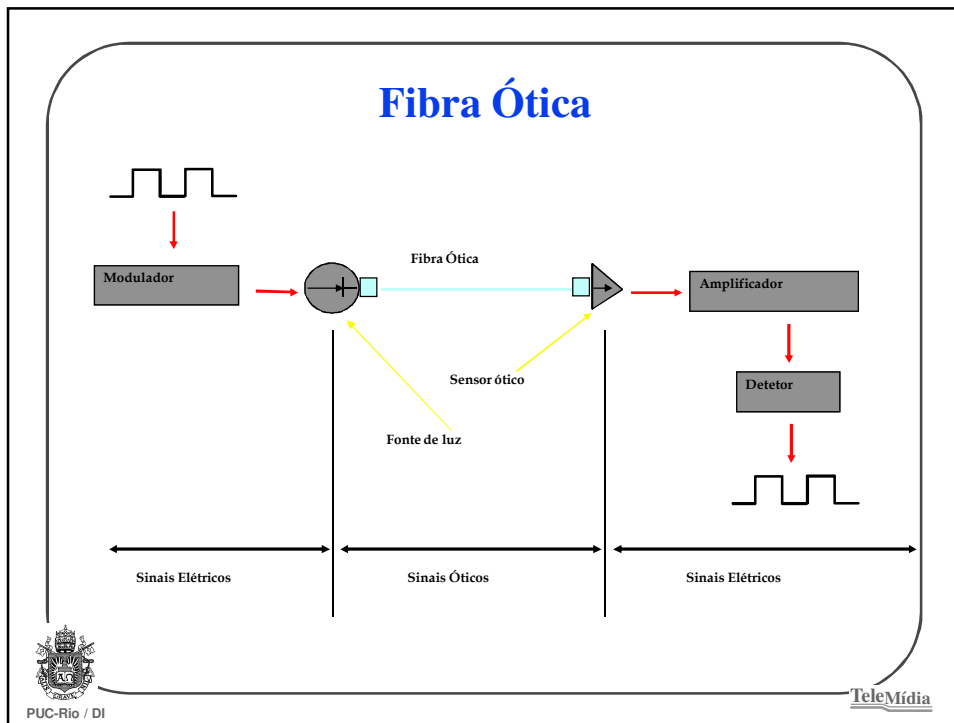 Fibra Ótica
Modulador
Fibra Ótica
Amplificador
Sensor ótico
Detetor
Fonte de luz
Sinais Elétricos
Sinais Óticos
Sinais Elétricos
PUC-Rio / DI
TeleMídia